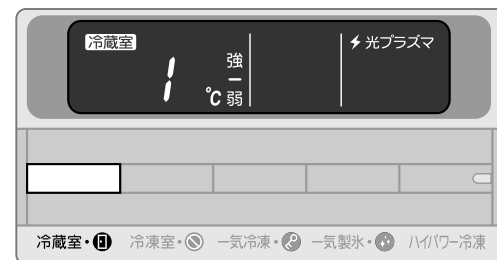 冷蔵室
1 ℃
強
弱
光プラズマ
冷蔵室・ 冷凍室・ 一気冷凍・ 一気製氷・ ハイパワー冷凍